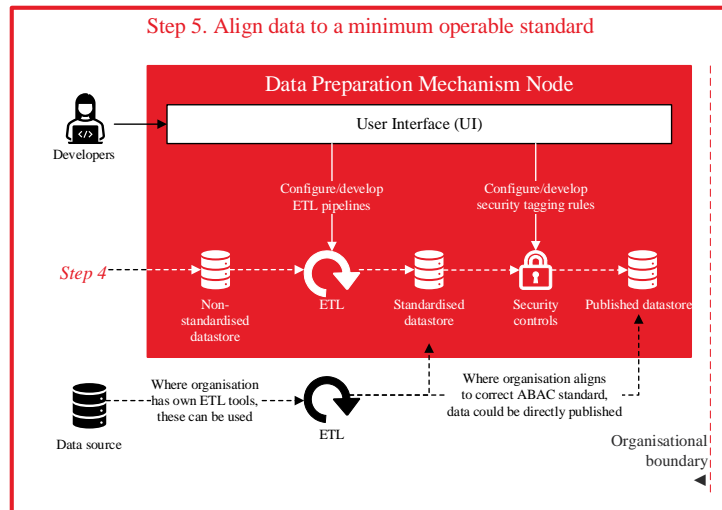 Step 5. Align data to a minimum operable standard
Data Preparation Mechanism Node
User Interface (UI)
</>
Developers
Configure/develop
ETL pipelines
Configure/develop
security tagging rules
Step 4
Non-
standardised
datastore
ETL
Standardised
datastore
Security
controls
Published datastore
Where organisation
has own ETL tools,
these can be used
Where organisation aligns
to correct ABAC standard,
data could be directly published
Data source
ETL
Organisational
boundary